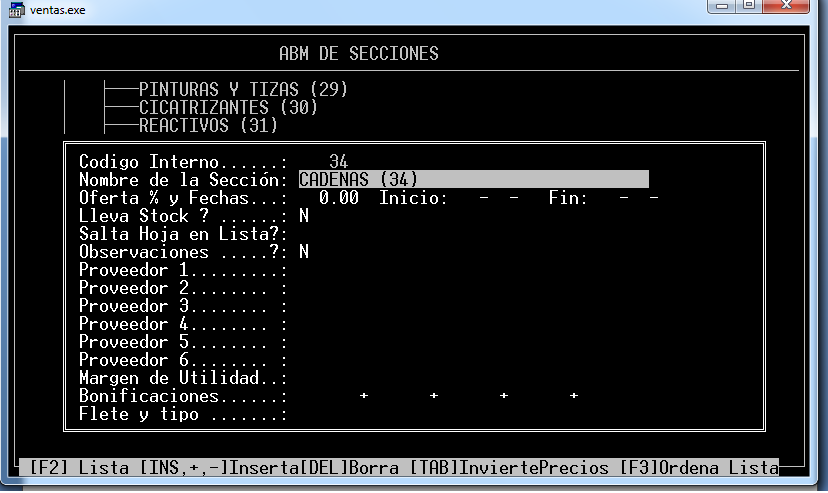 ventas.exe
ABM DE SECCIONES
PINTURAS Y TIZAS (29)
CICATRIZANTES (30)
REACTIVOS (31)
Codigo Interno......: 34
Nombre de la Sección: CADENAS (34)
Oferta % y Fechas...: 0.00 Inicio: - - Fin: - -
Lleva Stock ? ......: N
Salta Hoja en Lista?:
Observaciones .....?: N
Proveedor 1.........:
Proveedor 2........ :
Proveedor 3........ :
Proveedor 4........ :
Proveedor 5........ :
Proveedor 6........ :
Margen de Utilidad..:
Bonificaciones......: + + + +
Flete y tipo .......:
[F2] Lista [INS,+,-]Inserta[DEL]Borra [TAB]InviertePrecios [F3]Ordena Lista